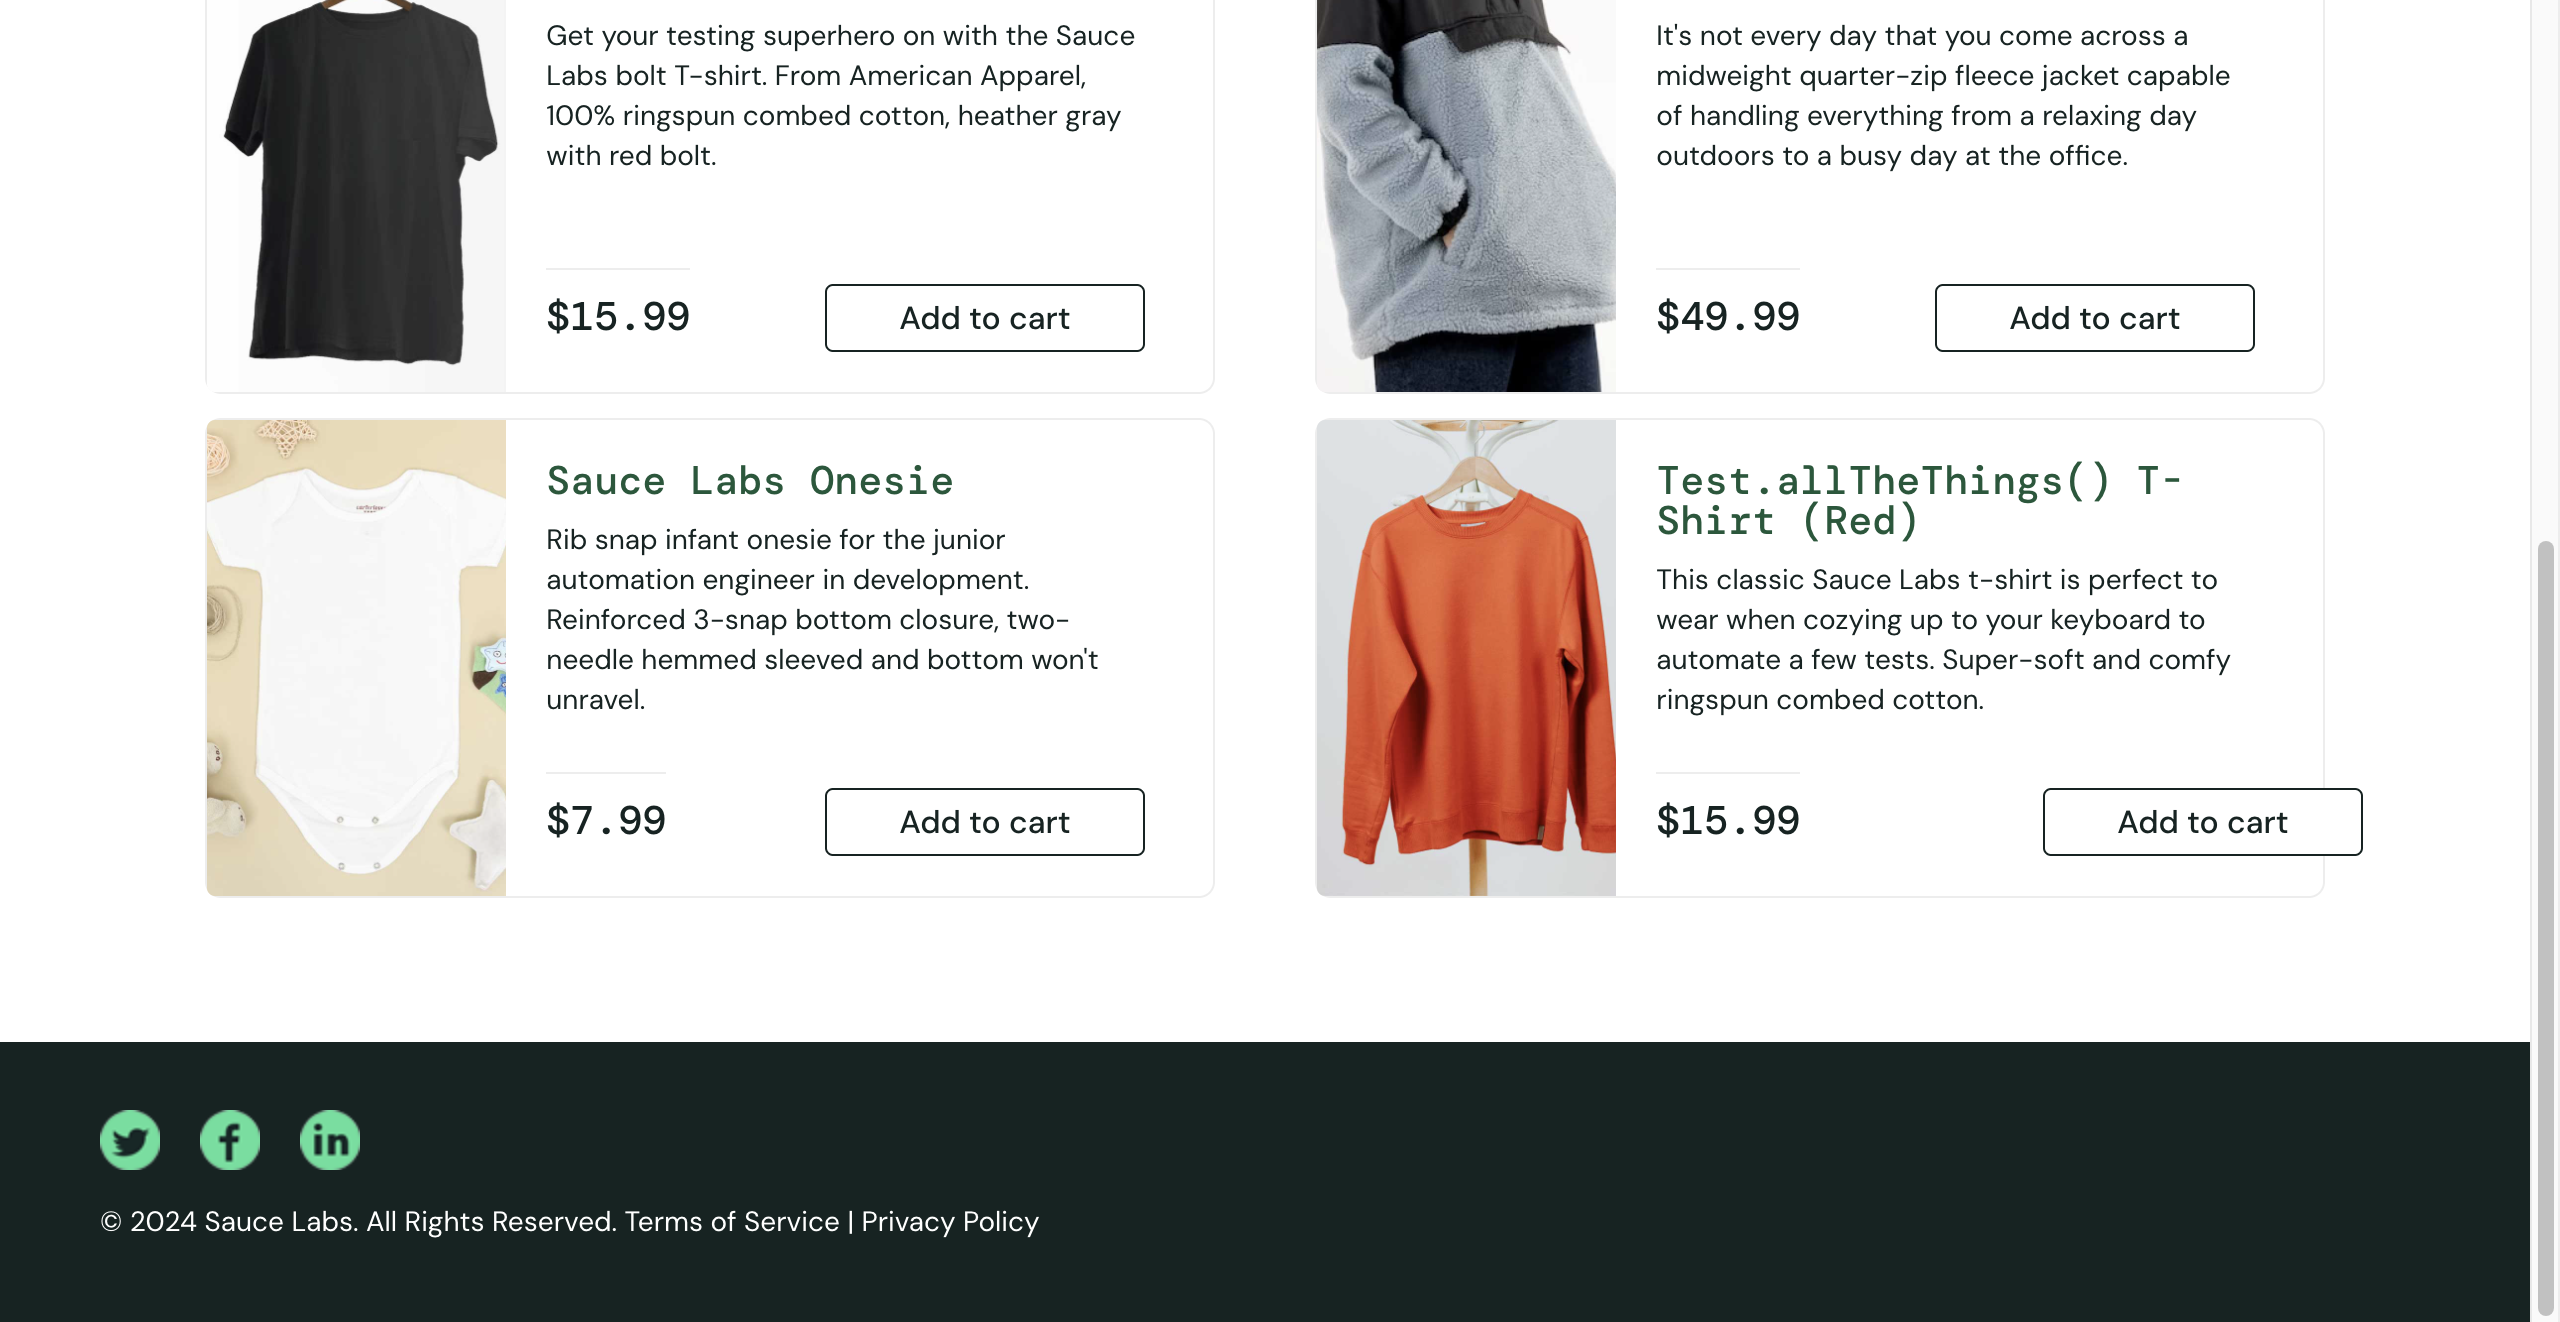 Get your testing superhero on with the Sauce
Labs bolt T-shirt. From American Apparel,
100% ringspun combed cotton, heather gray
with red bolt.
$15.99
Add to cart
It's not every day that you come across a
midweight quarter-zip fleece jacket capable
of handling everything from a relaxing day
outdoors to a busy day at the office.
$49.99
Add to cart
Sauce Labs Onesie
Rib snap infant onesie for the junior
automation engineer in development.
Reinforced 3-snap bottom closure, two-
needle hemmed sleeved and bottom won't
unravel.
$7.99
Add to cart
Test.allTheThings() T-
Shirt (Red)
This classic Sauce Labs t-shirt is perfect to
wear when cozying up to your keyboard to
automate a few tests. Super-soft and comfy
ringspun combed cotton.
$15.99
Add to cart
© 2024 Sauce Labs. All Rights Reserved. Terms of Service | Privacy Policy